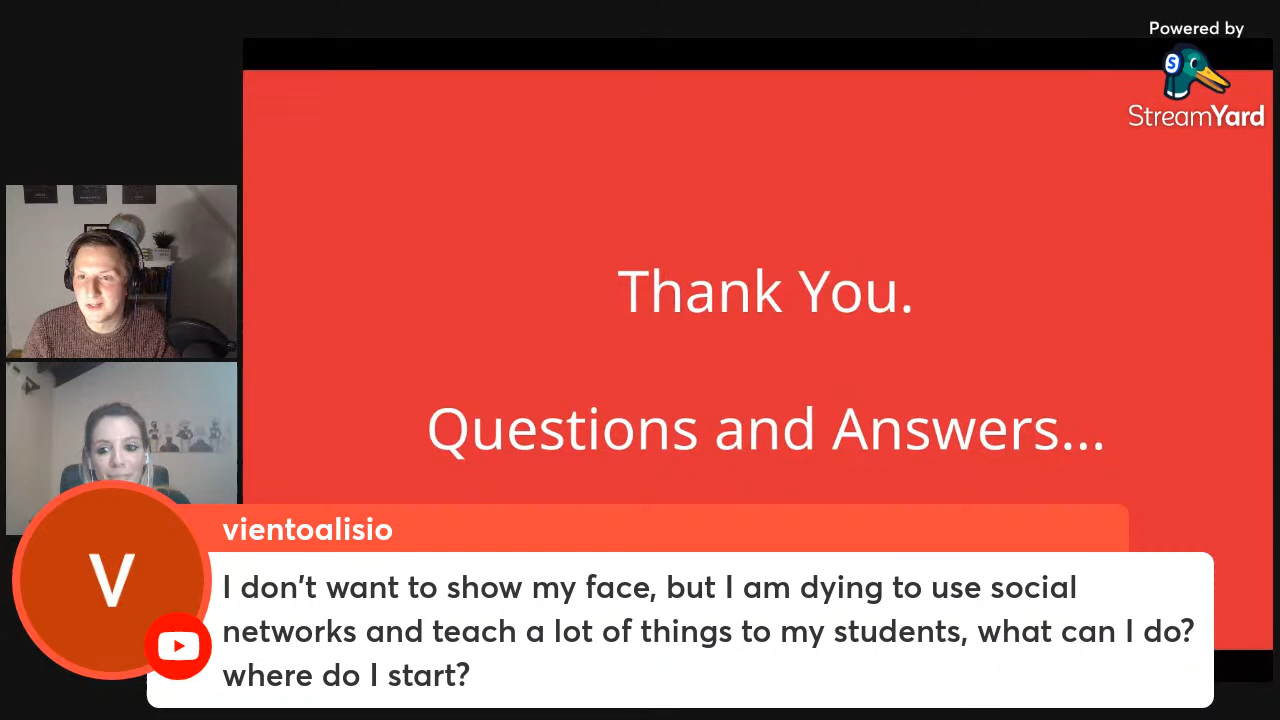 Powered by
S
StreamYard
Thank You.
Questions and Answers...
V
vientoalisio
I don't want to show my face, but I am dying to use social
networks and teach a lot of things to my students, what can I do?
where do I start?